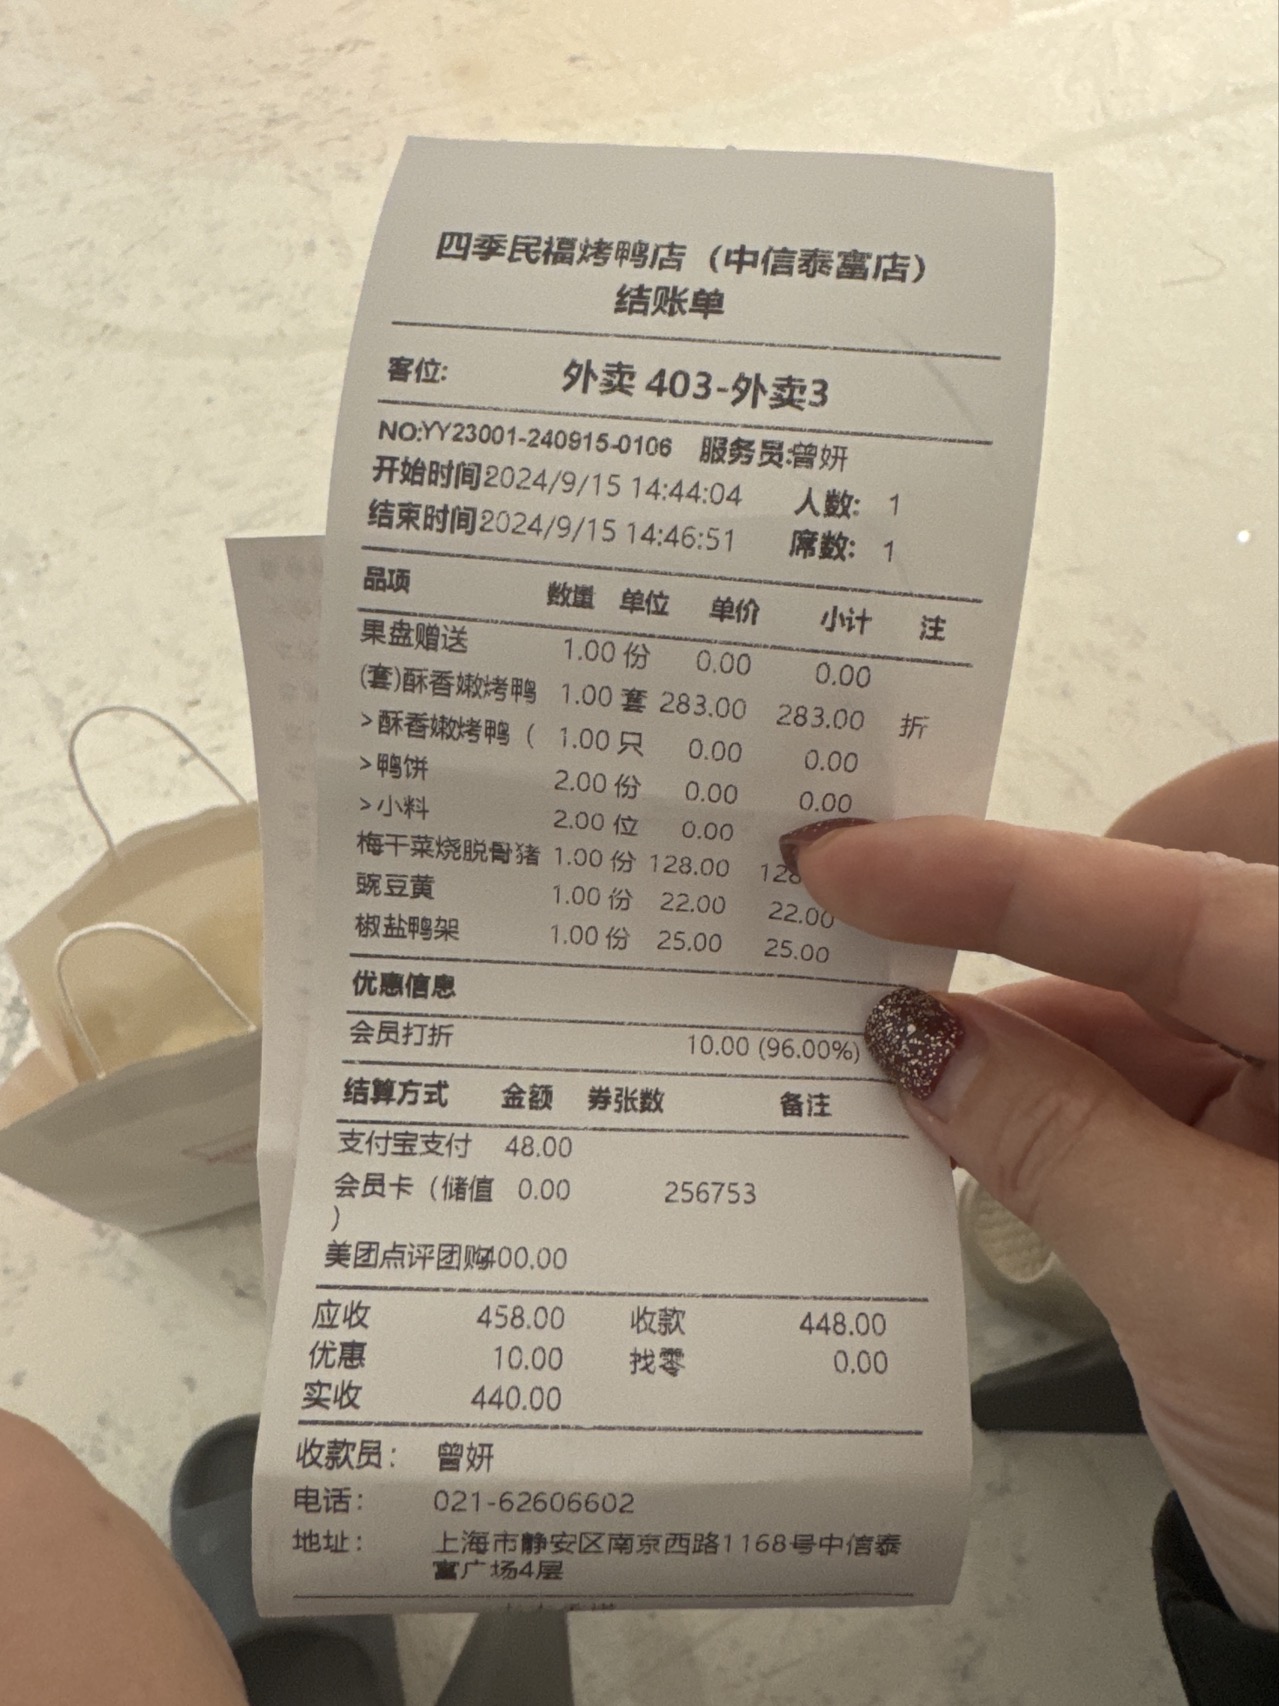 四季民福烤鸭店（中信泰富店）
结账单
客位: 外卖 403-外卖3
NO:YY23001-240915-0106 服务员:曾妍
开始时间2024/9/15 14:44:04 人数: 1
结束时间2024/9/15 14:46:51 席数: 1
品项 数量 单位 单价 小计 注
果盘赠送 1.00 份 0.00 0.00
(套)酥香嫩烤鸭 1.00 套 283.00 283.00 折
>酥香嫩烤鸭（ 1.00 只 0.00 0.00
>鸭饼 2.00 份 0.00 0.00
>小料 2.00 位 0.00
梅干菜烧脱骨猪 1.00 份 128.00 128
豌豆黄 1.00 份 22.00 22.00
椒盐鸭架 1.00 份 25.00 25.00
优惠信息
会员打折 10.00 (96.00%)
结算方式 金额 券张数 备注
支付宝支付 48.00
会员卡（储值 0.00 256753
）
美团点评团购400.00
应收 458.00 收款 448.00
优惠 10.00 找零 0.00
实收 440.00
收款员： 曾妍
电话： 021-62606602
地址： 上海市静安区南京西路1168号中信泰
富广场4层